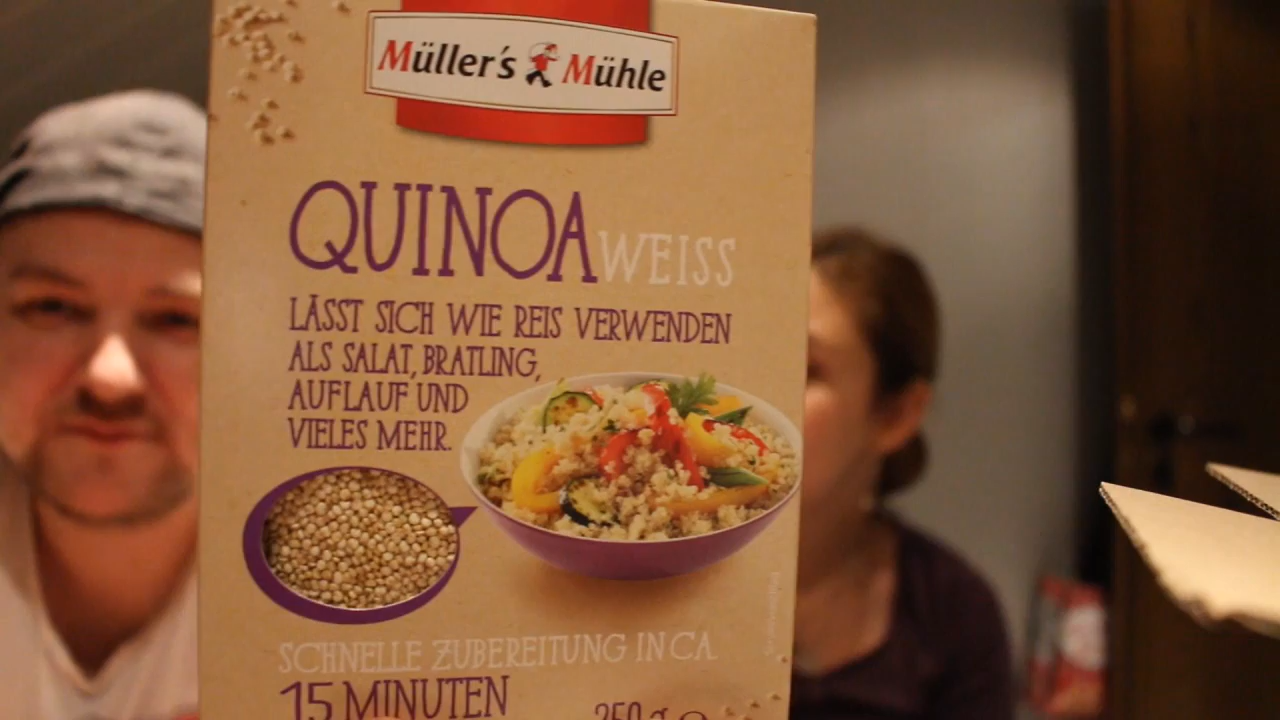 Müller's Mühle
QUINOA WEISS
LÄSST SICH WIE REIS VERWENDEN
ALS SALAT, BRATLING,
AUFLAUF UND
VIELES MEHR.
SCHNELLE ZUBEREITUNG IN CA.
15 MINUTEN
250 g e